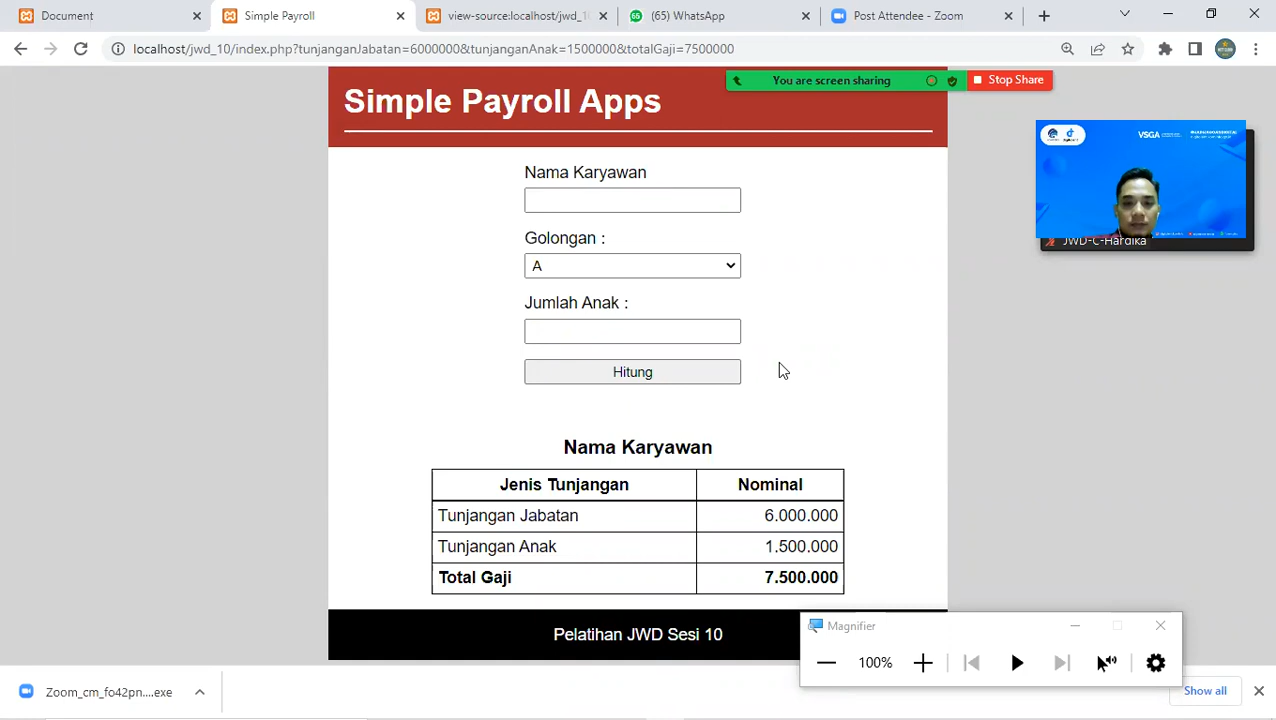 Document
Simple Payroll
view-source:localhost/jwd_1
(65) WhatsApp
Post Attendee - Zoom
localhost/jwd_10/index.php?tunjanganJabatan=6000000&tunjanganAnak=1500000&totalGaji=7500000
You are screen sharing
Stop Share
Simple Payroll Apps
VSGA
JWD-C-Hardika
Nama Karyawan
Golongan :
A
Jumlah Anak :
Hitung
Nama Karyawan
Jenis Tunjangan Nominal
Tunjangan Jabatan 6.000.000
Tunjangan Anak 1.500.000
Total Gaji 7.500.000
Pelatihan JWD Sesi 10
Magnifier
100%
Zoom_cm_fo42pn....exe
Show all